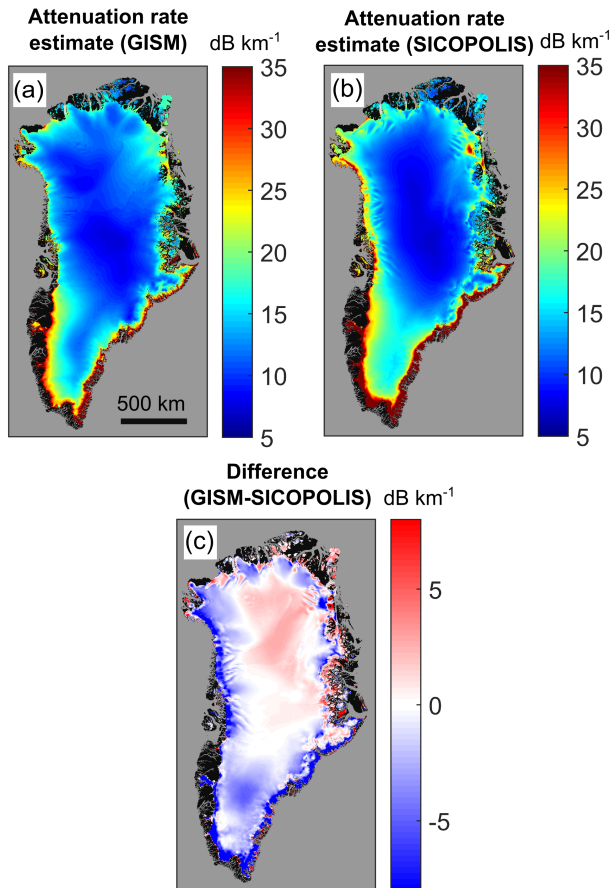 Attenuation rate
estimate (GISM) dB km⁻¹
(a)
35
30
25
20
15
10
5
500 km
Attenuation rate
estimate (SICOPOLIS) dB km⁻¹
(b)
35
30
25
20
15
10
5
Difference
(GISM-SICOPOLIS) dB km⁻¹
(c)
5
0
-5